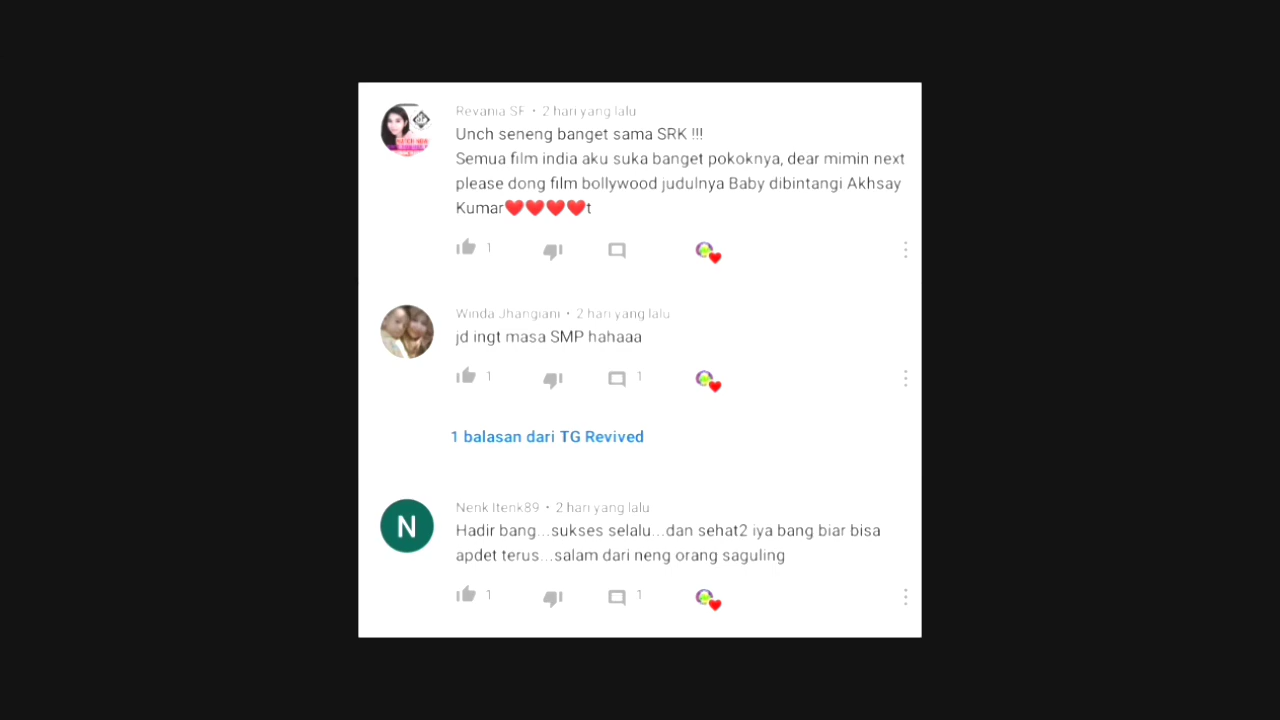 Revania SF • 2 hari yang lalu
Unch seneng banget sama SRK !!!
Semua film india aku suka banget pokoknya, dear mimin next
please dong film bollywood judulnya Baby dibintangi Akhsay
Kumar❤️❤️❤️❤️t
1
Winda Jhangiani • 2 hari yang lalu
jd ingt masa SMP hahaaa
1 1
1 balasan dari TG Revived
N
Nenk Itenk89 • 2 hari yang lalu
Hadir bang...sukses selalu...dan sehat2 iya bang biar bisa
apdet terus...salam dari neng orang saguling
1 1